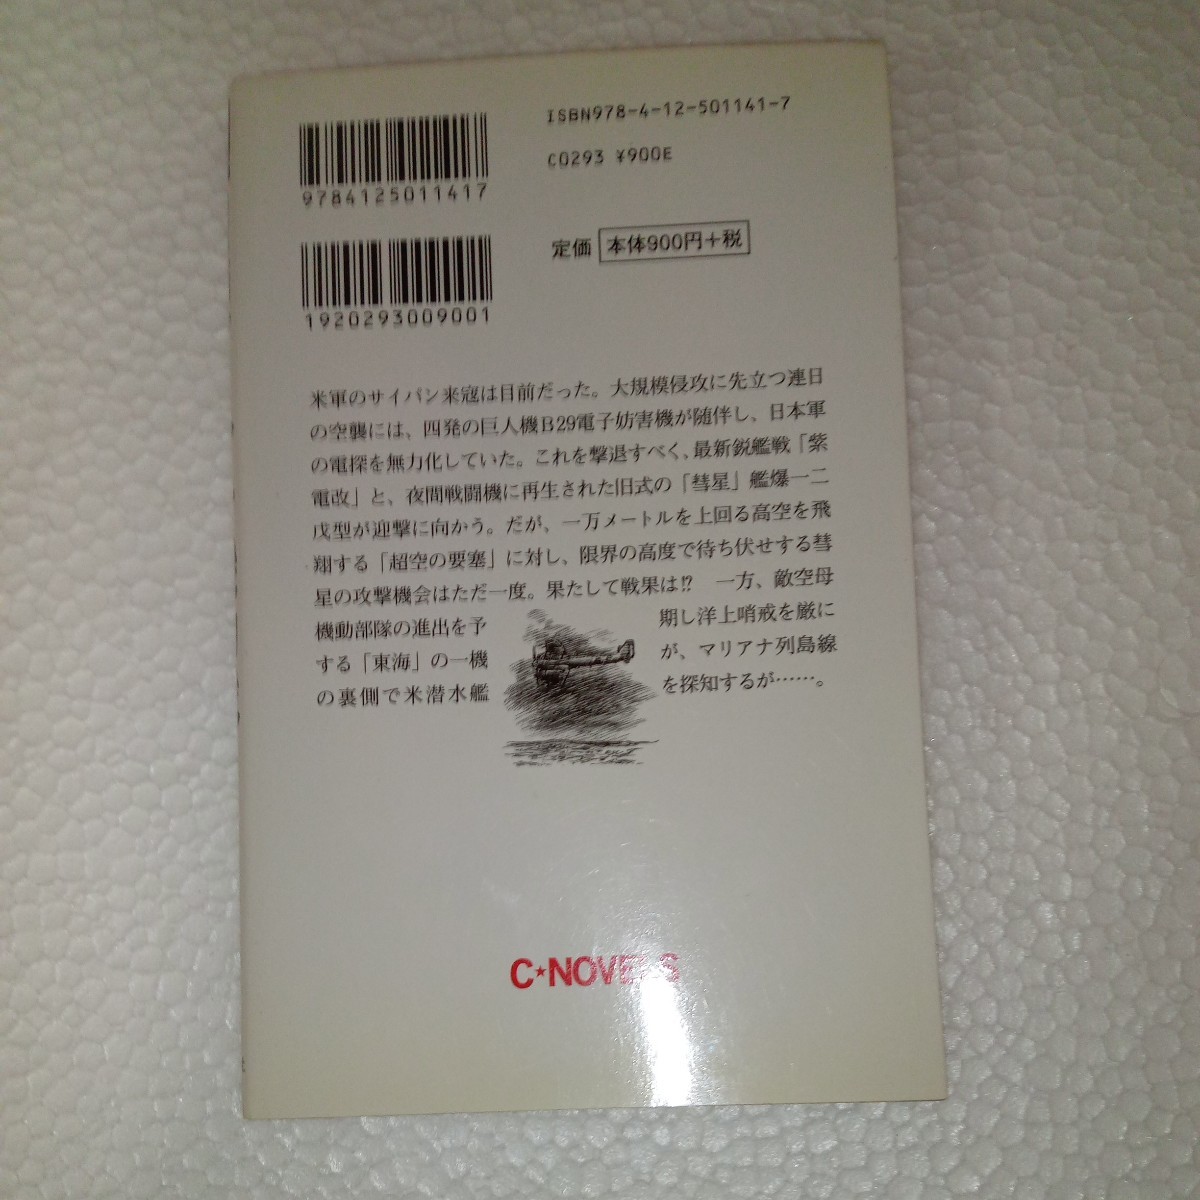 ISBN978-4-12-501141-7
C0293 ¥900E
9784125011417
定価 本体900円+税
1920293009001
米軍のサイパン来寇は目前だった。大規模侵攻に先立つ連日
の空襲には、四発の巨人機B29電子妨害機が随伴し、日本軍
の電探を無力化していた。これを撃退すべく、最新鋭艦戦「紫
電改」と、夜間戦闘機に再生された旧式の「彗星」艦爆一二
戊型が迎撃に向かう。だが、一万メートルを上回る高空を飛
翔する「超空の要塞」に対し、限界の高度で待ち伏せする彗
星の攻撃機会はただ一度。果たして戦果は!? 一方、敵空母
機動部隊の進出を予期し洋上哨戒を厳に
する「東海」の一機が、マリアナ列島線
の裏側で米潜水艦を探知するが……。
C★NOVELS